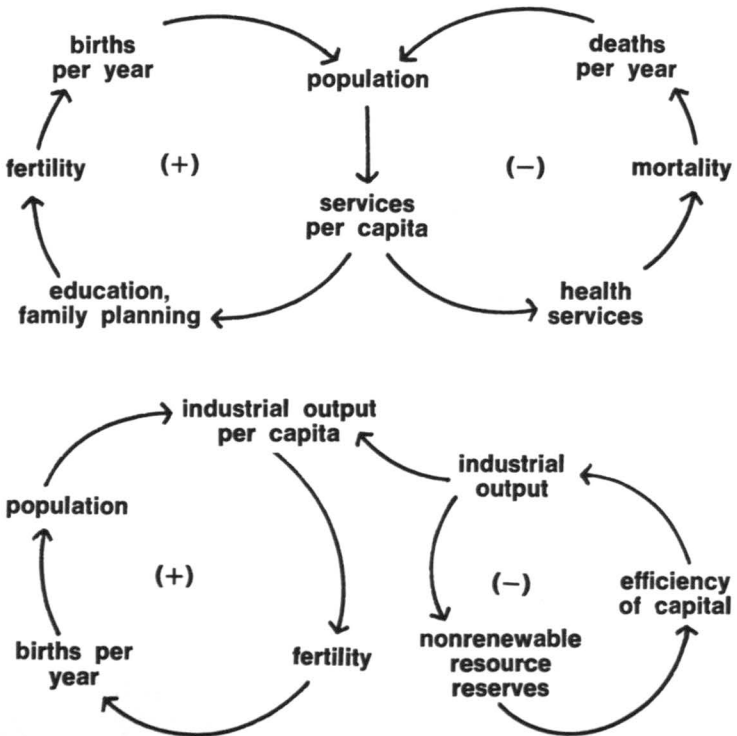 births
per year
deaths
per year
population
fertility
(+)
(−)
mortality
services
per capita
education,
family planning
health
services
industrial output
per capita
industrial
output
population
(+)
(−)
efficiency
of capital
births per
year
fertility
nonrenewable
resource
reserves